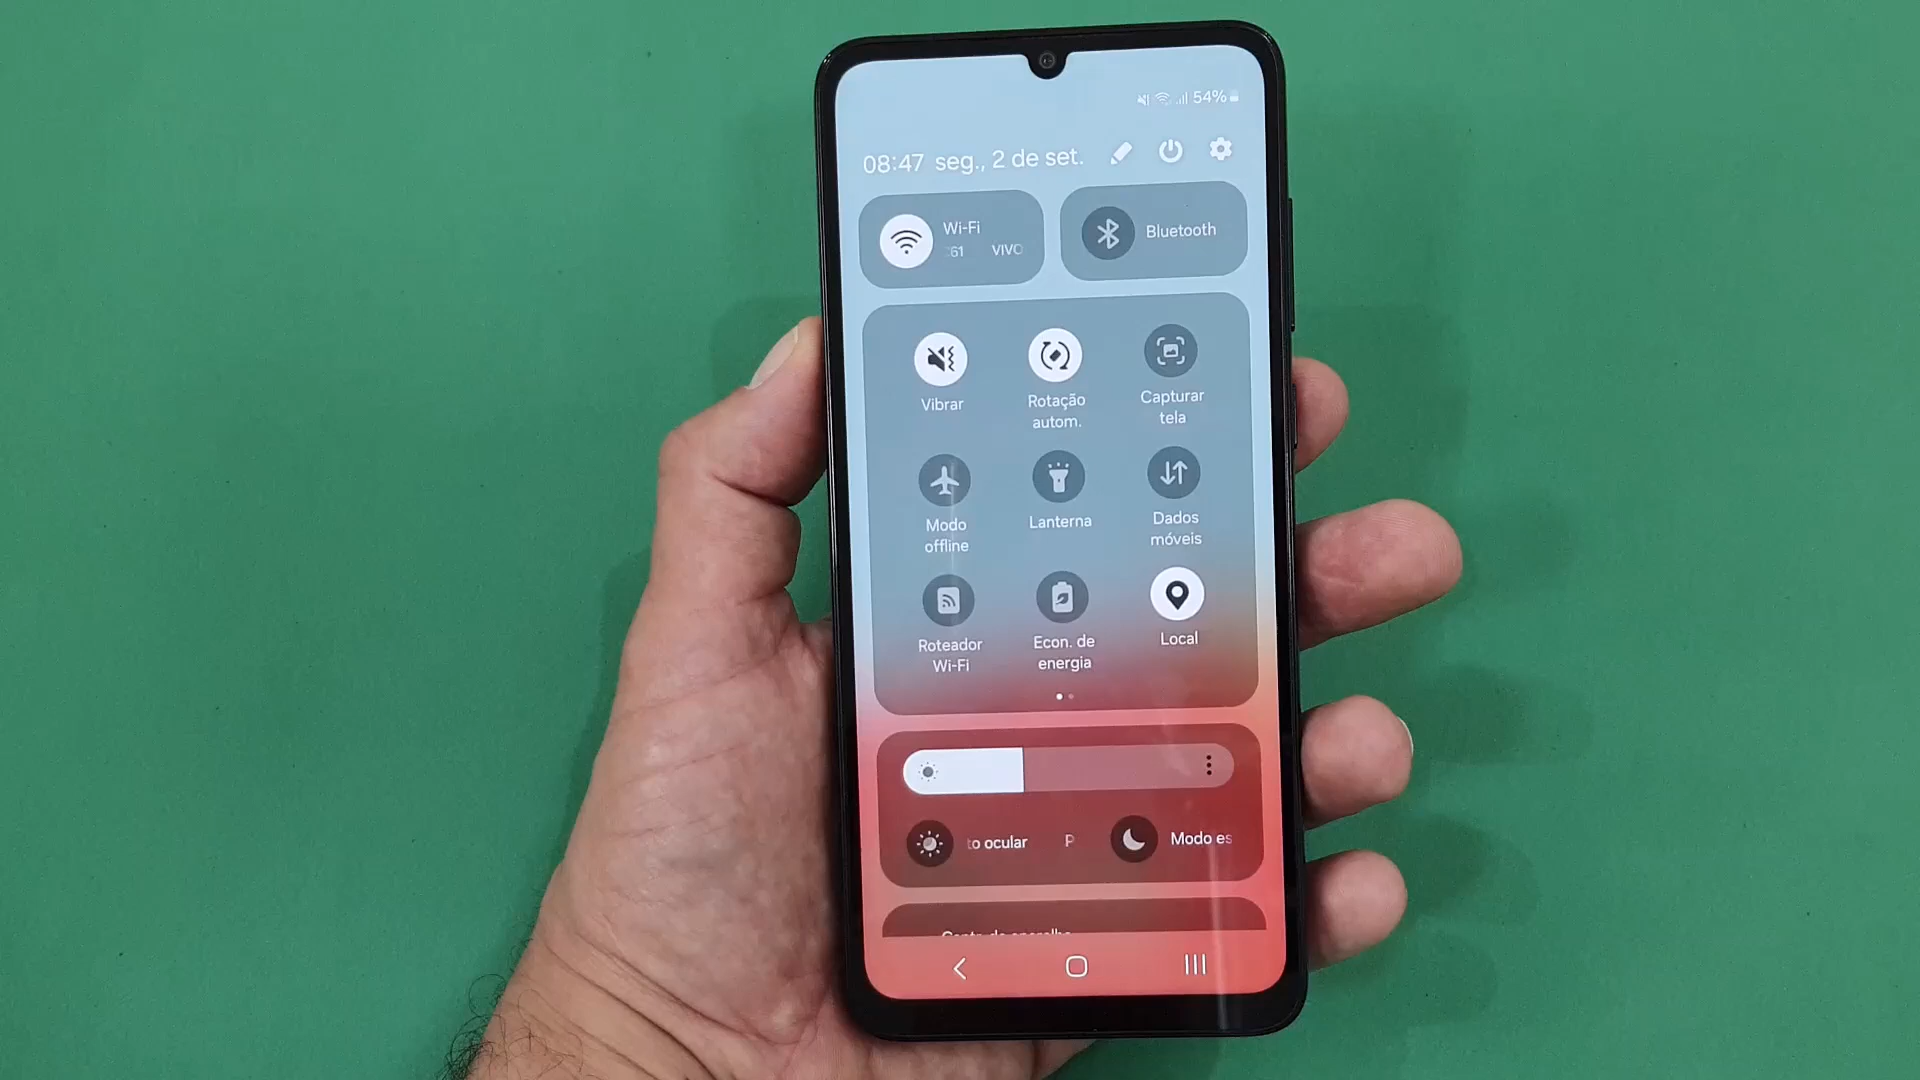 54%
08:47 seg., 2 de set.
Wi-Fi
61 VIVO
Bluetooth
Vibrar
Rotação
autom.
Capturar
tela
Modo
offline
Lanterna
Dados
móveis
Roteador
Wi-Fi
Econ. de
energia
Local
to ocular P
Modo es